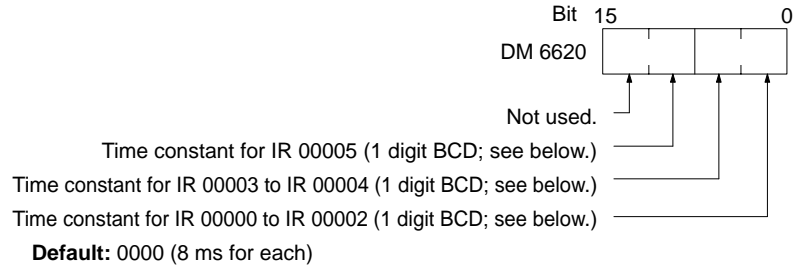 Bit 15 0
DM 6620
Not used.
Time constant for IR 00005 (1 digit BCD; see below.)
Time constant for IR 00003 to IR 00004 (1 digit BCD; see below.)
Time constant for IR 00000 to IR 00002 (1 digit BCD; see below.)
Default: 0000 (8 ms for each)